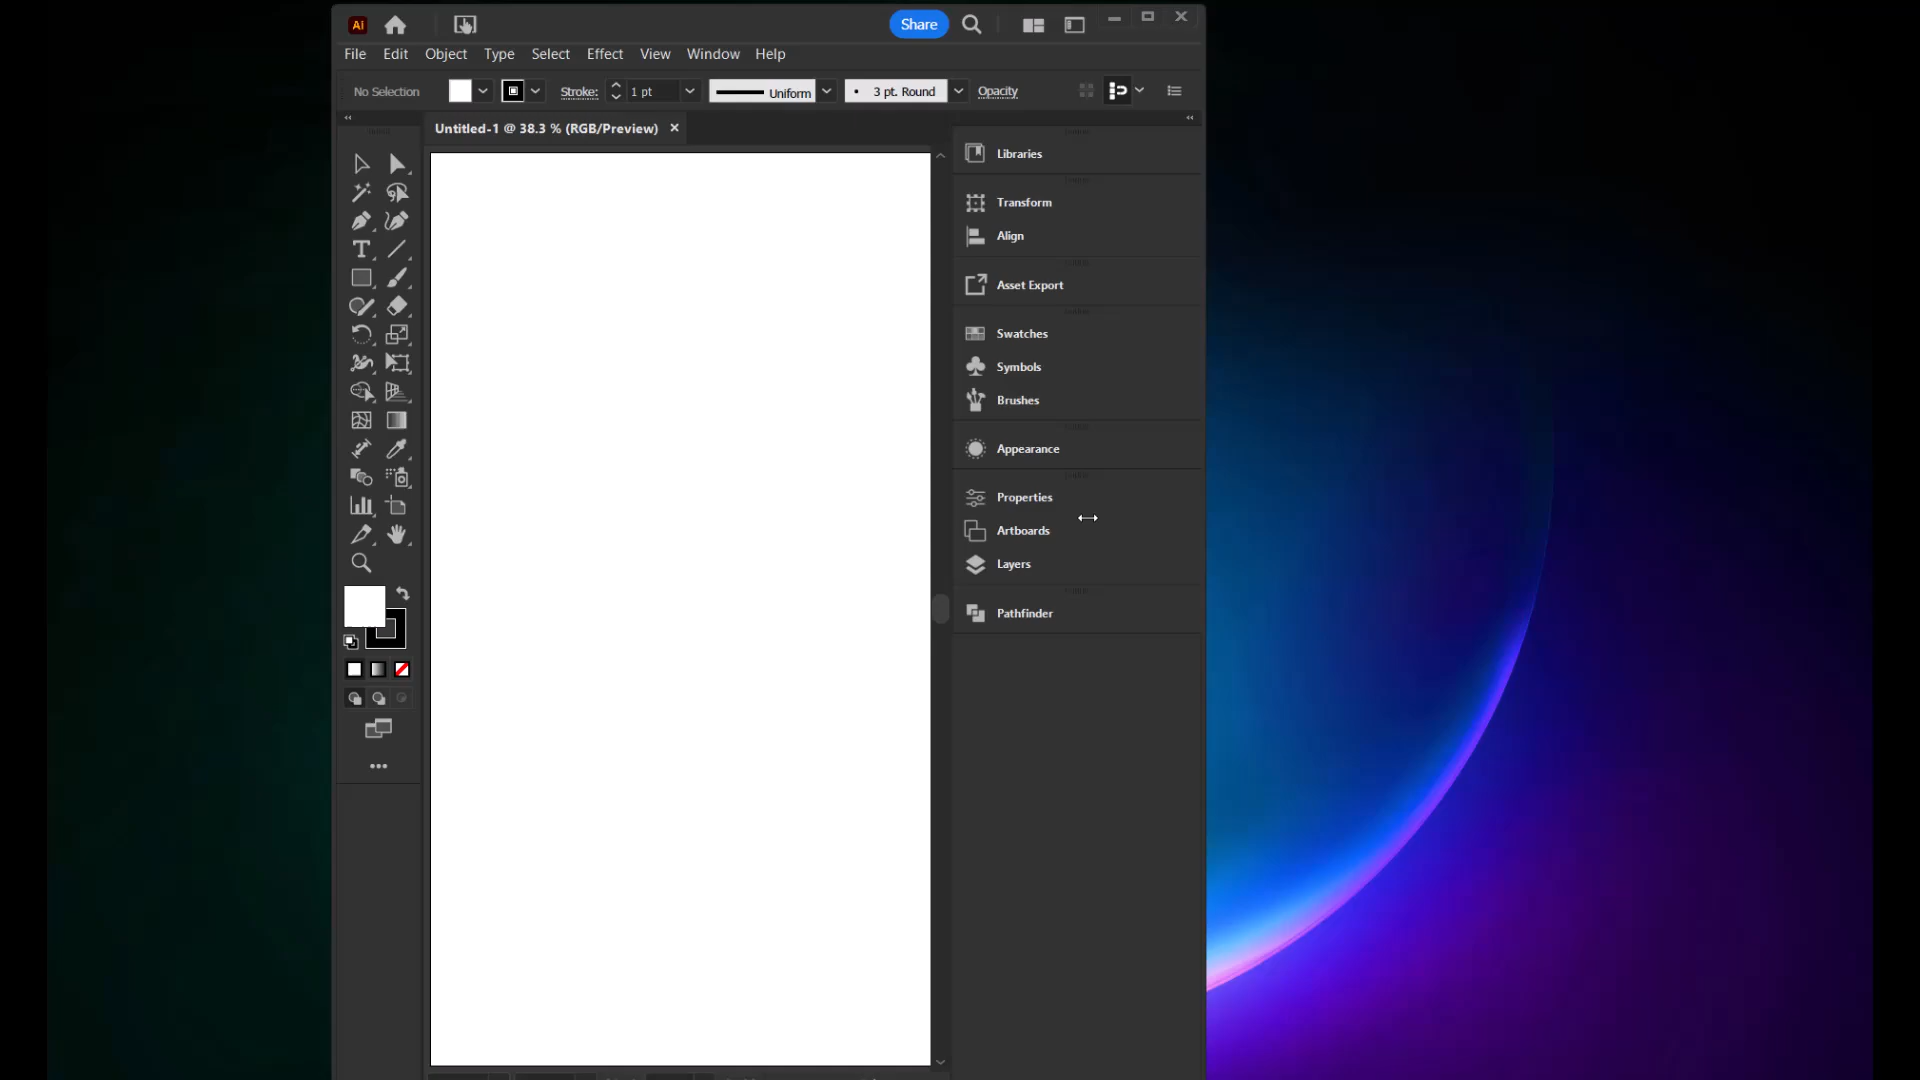 Ai
Share
File Edit Object Type Select Effect View Window Help
No Selection Stroke: 1 pt Uniform 3 pt. Round Opacity
Untitled-1 @ 38.3 % (RGB/Preview)
Libraries
Transform
Align
Asset Export
Swatches
Symbols
Brushes
Appearance
Properties
Artboards
Layers
Pathfinder